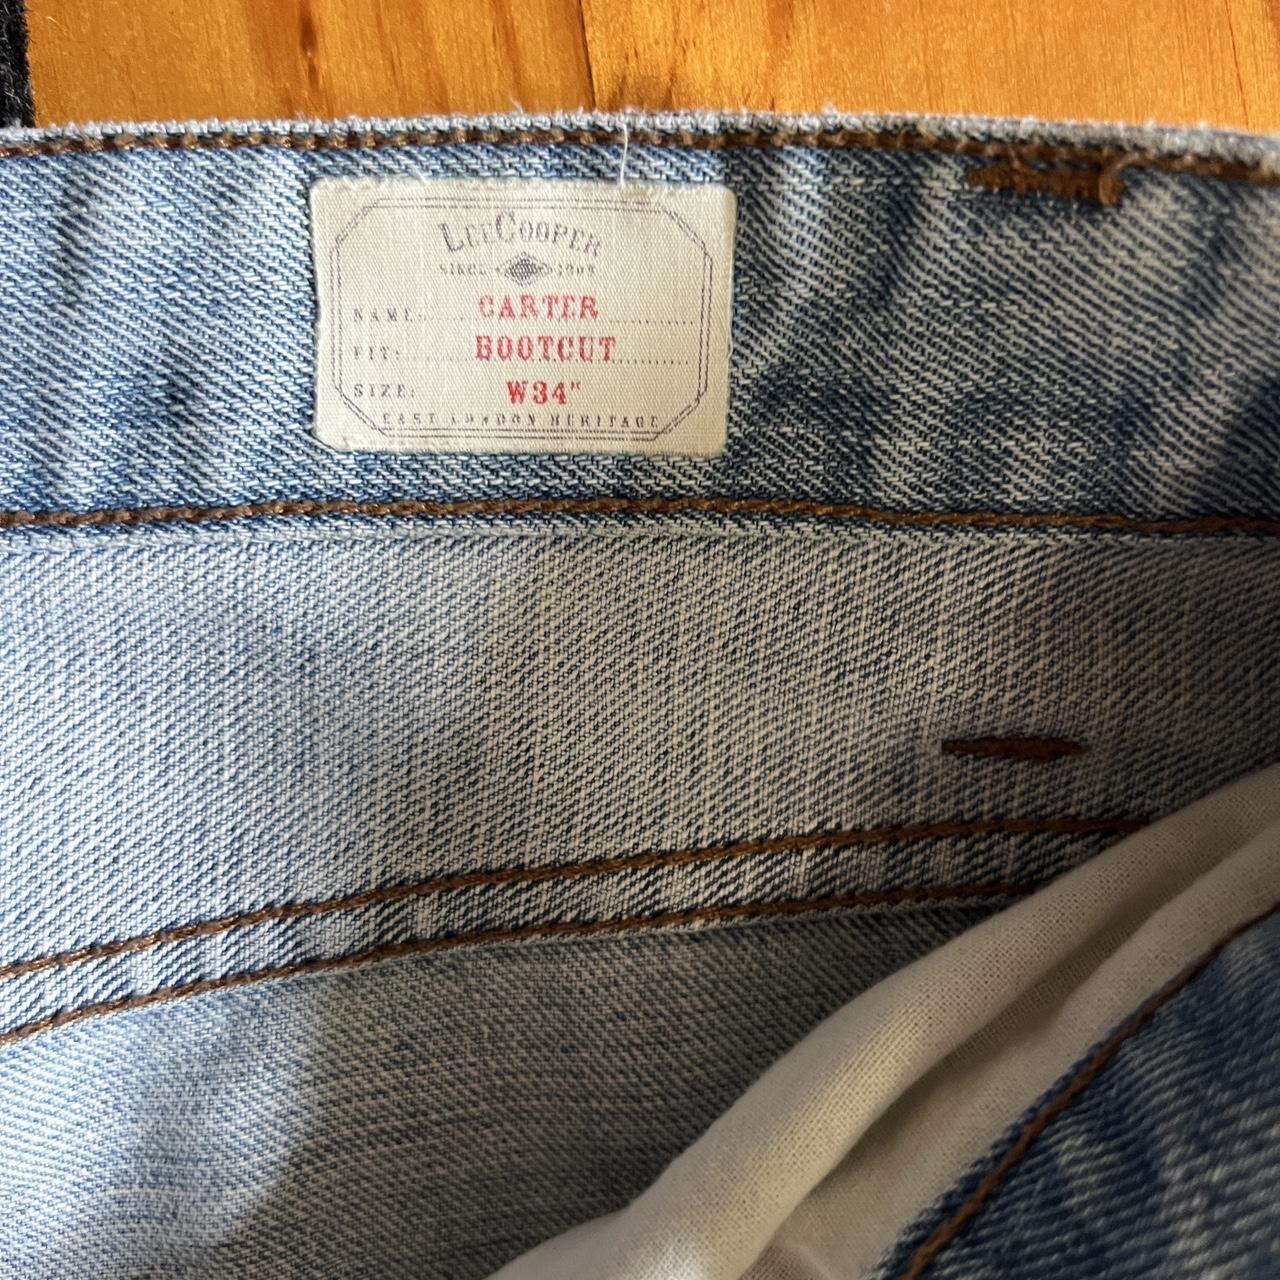 LEE COOPER
SINCE 1908
NAME: CARTER
FIT: BOOTCUT
SIZE: W34"
EAST LONDON HERITAGE